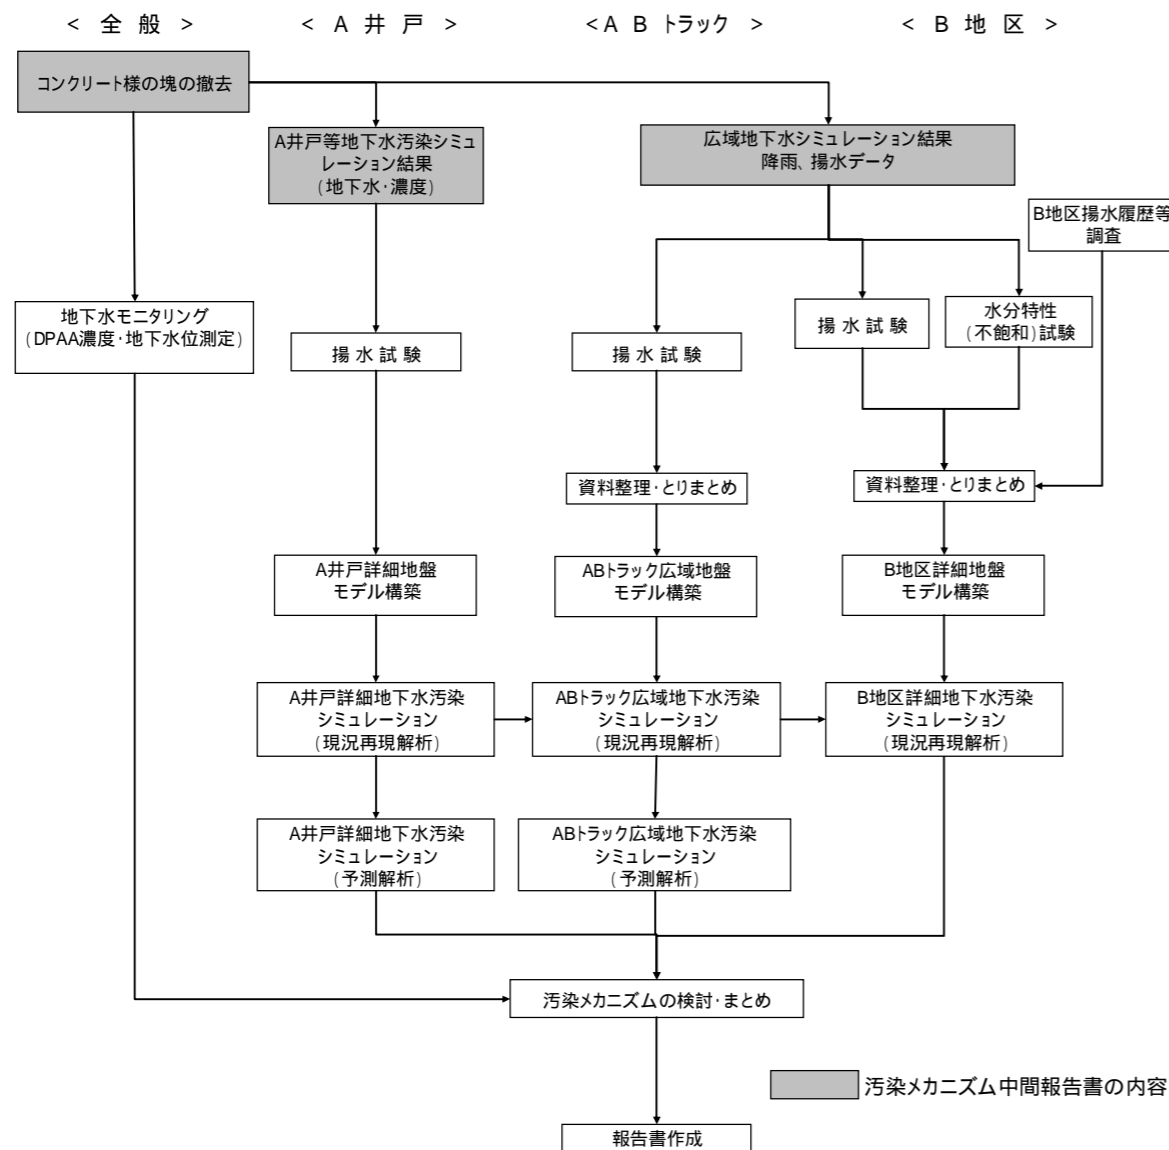 < 全 般 >
< A 井 戸 >
< A B トラック >
< B 地 区 >
コンクリート様の塊の撤去
A井戸等地下水汚染シミュ
レーション結果
(地下水・濃度)
広域地下水シミュレーション結果
降雨、揚水データ
B地区揚水履歴等
調査
地下水モニタリング
(DPAA濃度・地下水位測定)
揚 水 試 験
揚 水 試 験
揚 水 試 験
水分特性
(不飽和)試験
資料整理・とりまとめ
資料整理・とりまとめ
A井戸詳細地盤
モデル構築
ABトラック広域地盤
モデル構築
B地区詳細地盤
モデル構築
A井戸詳細地下水汚染
シミュレーション
(現況再現解析)
ABトラック広域地下水汚染
シミュレーション
(現況再現解析)
B地区詳細地下水汚染
シミュレーション
(現況再現解析)
A井戸詳細地下水汚染
シミュレーション
(予測解析)
ABトラック広域地下水汚染
シミュレーション
(予測解析)
汚染メカニズムの検討・まとめ
汚染メカニズム中間報告書の内容
報告書作成